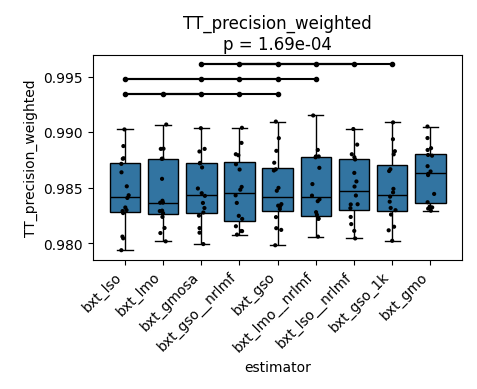 TT_precision_weighted
p = 1.69e-04
TT_precision_weighted
0.995
0.990
0.985
0.980
bxt_lso
bxt_lmo
bxt_gmosa
bxt_gso__nrlmf
bxt_gso
bxt_lmo__nrlmf
bxt_lso__nrlmf
bxt_gso_1k
bxt_gmo
estimator